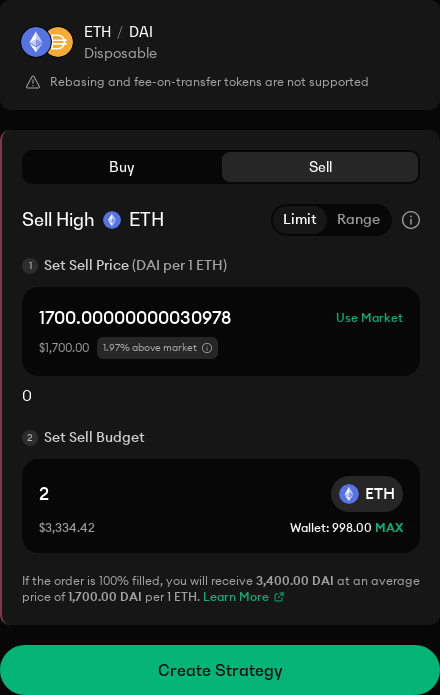 ETH / DAI
Disposable
Rebasing and fee-on-transfer tokens are not supported
Buy
Sell
Sell High ETH
Limit
Range
1 Set Sell Price (DAI per 1 ETH)
1700.00000000030978
Use Market
$1,700.00
1.97% above market
0
2 Set Sell Budget
2
ETH
$3,334.42
Wallet: 998.00 MAX
If the order is 100% filled, you will receive 3,400.00 DAI at an average
price of 1,700.00 DAI per 1 ETH. Learn More
Create Strategy